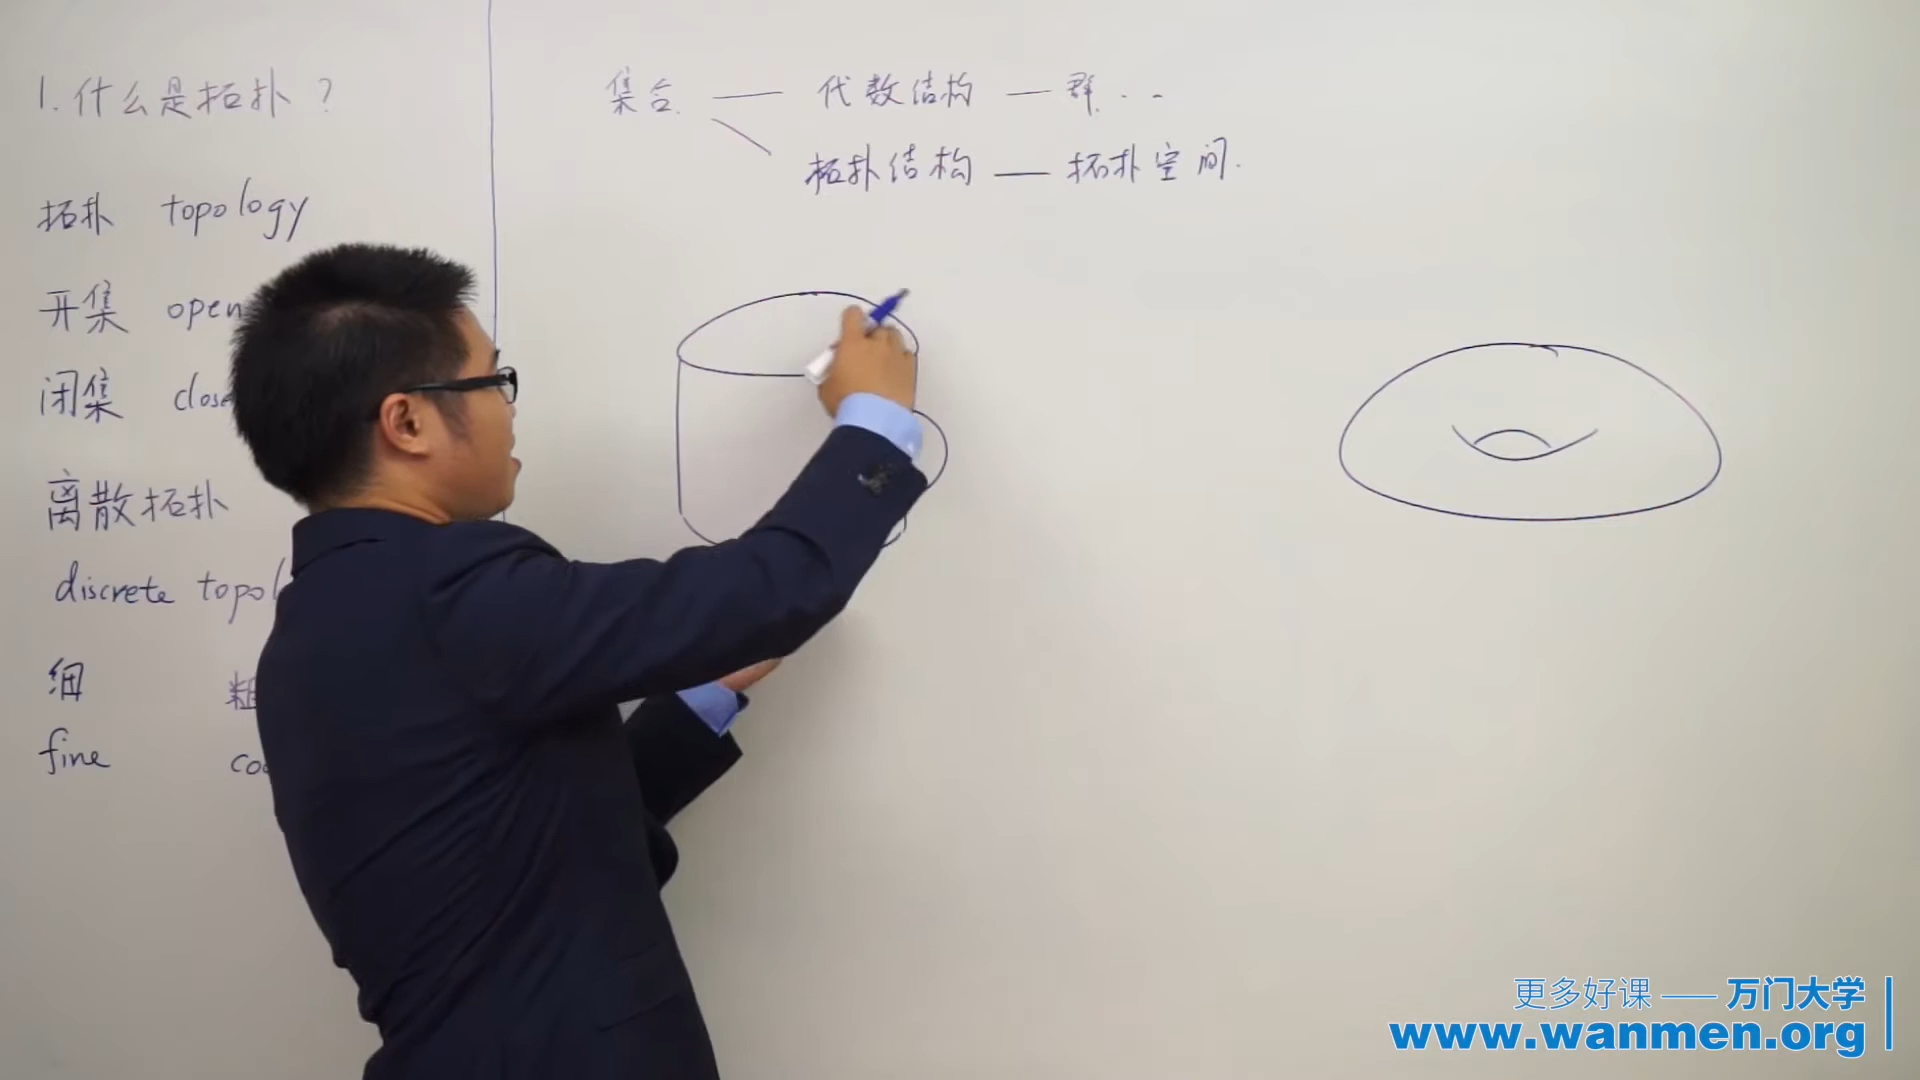 1. 什么是拓扑?
拓扑 topology
开集 open
闭集 close
离散拓扑
discrete topol
细 粗
fine co
集合. — 代数结构 — 群. . .
拓扑结构 — 拓扑空间.
更多好课 —— 万门大学
www.wanmen.org